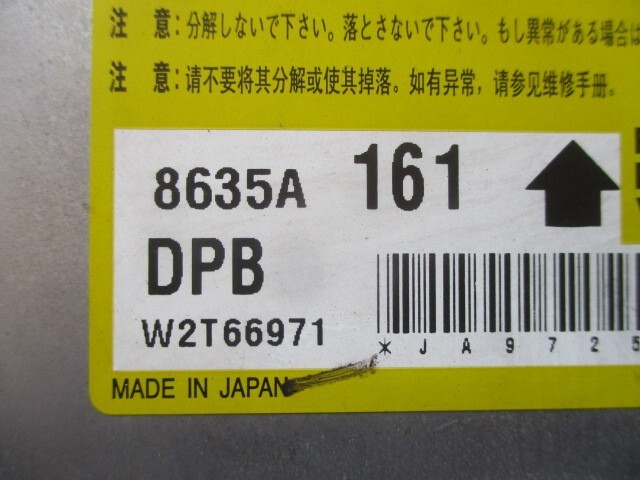 注 意:分解しないで下さい。落とさないで下さい。もし異常がある場合は
注 意:请不要将其分解或使其掉落。如有异常，请参见维修手册。
8635A 161
DPB
W2T66971
*JA9725
MADE IN JAPAN